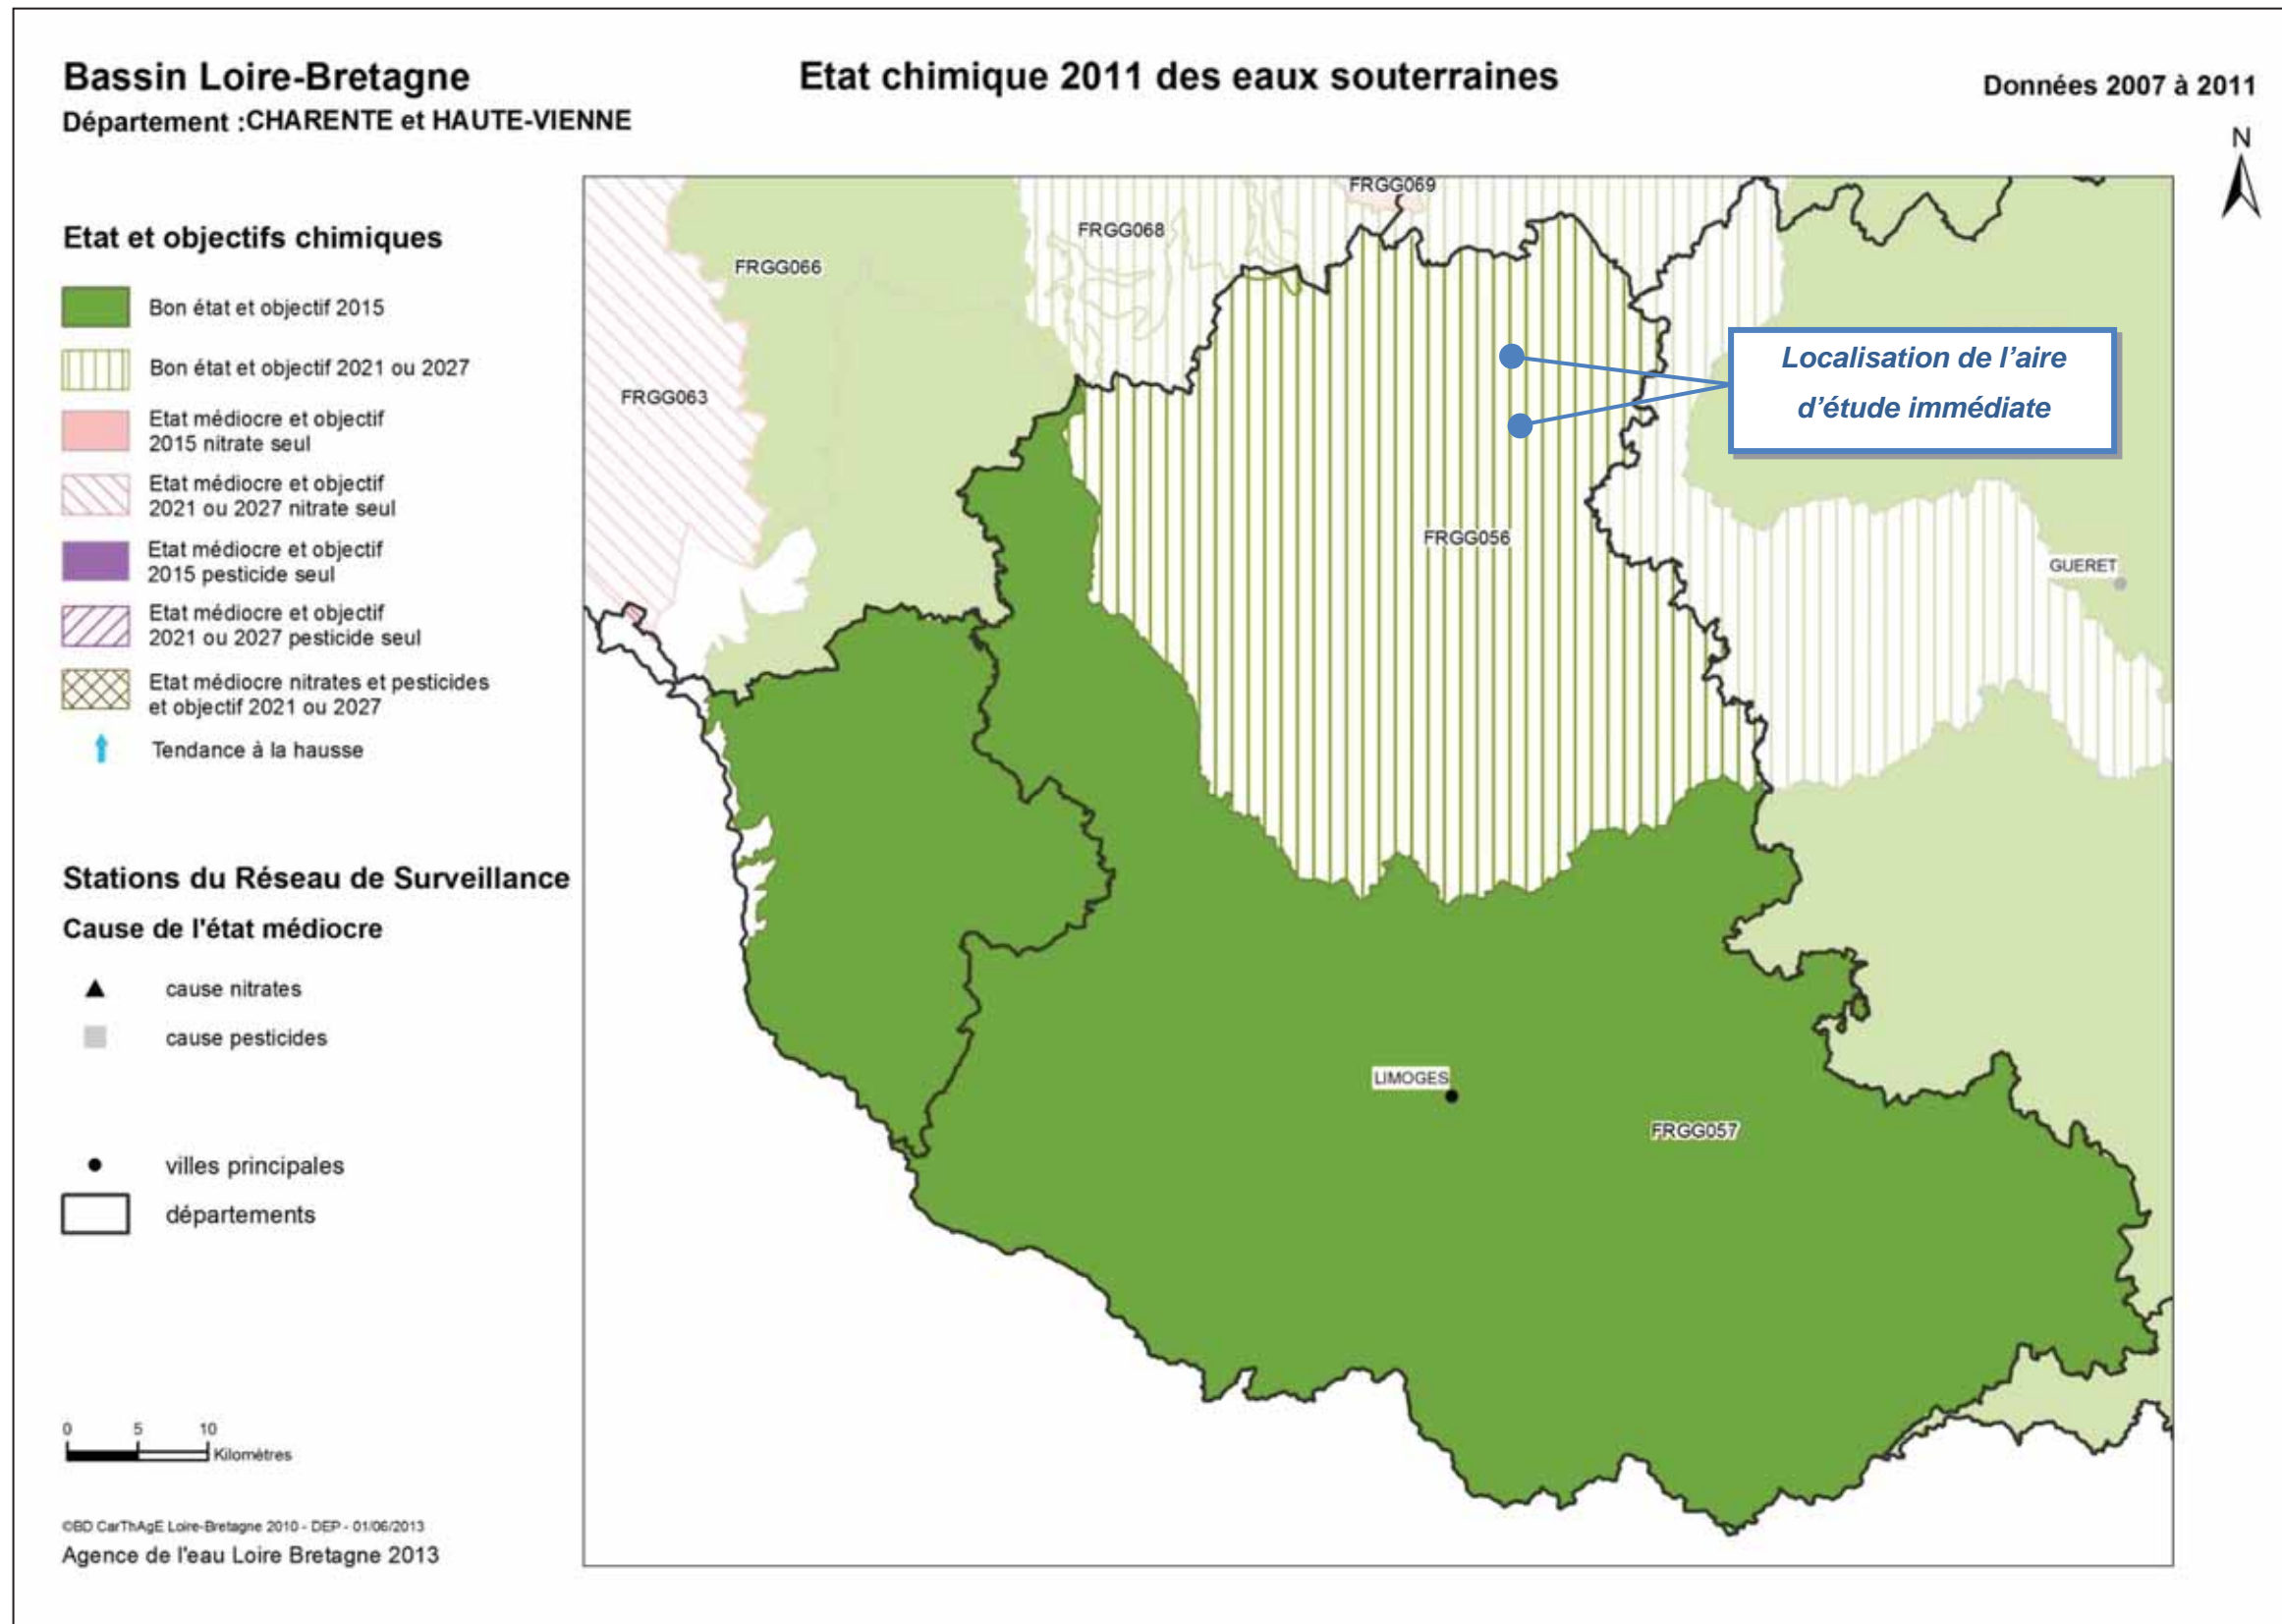 Bassin Loire-Bretagne
Département :CHARENTE et HAUTE-VIENNE
Etat chimique 2011 des eaux souterraines
Données 2007 à 2011
N
Etat et objectifs chimiques
Bon état et objectif 2015
Bon état et objectif 2021 ou 2027
Etat médiocre et objectif
2015 nitrate seul
Etat médiocre et objectif
2021 ou 2027 nitrate seul
Etat médiocre et objectif
2015 pesticide seul
Etat médiocre et objectif
2021 ou 2027 pesticide seul
Etat médiocre nitrates et pesticides
et objectif 2021 ou 2027
Tendance à la hausse
Stations du Réseau de Surveillance
Cause de l'état médiocre
cause nitrates
cause pesticides
villes principales
départements
0 5 10
Kilomètres
©BD CarThAgE Loire-Bretagne 2010 - DEP - 01/06/2013
Agence de l'eau Loire Bretagne 2013
FRGG069
FRGG068
FRGG066
FRGG063
Localisation de l’aire
d’étude immédiate
FRGG056
GUERET
LIMOGES
FRGG057